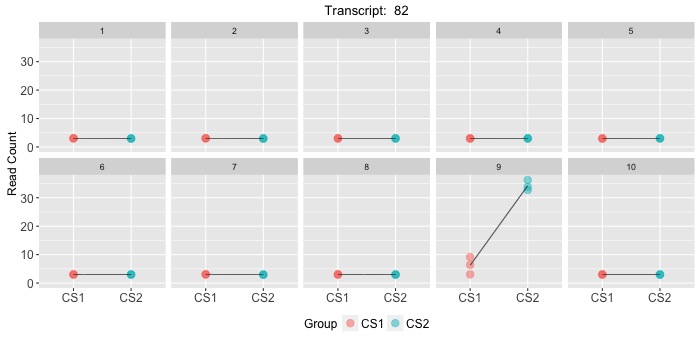 Transcript: 82
1 2 3 4 5
30
20
10
0
Read Count
6 7 8 9 10
30
20
10
0
CS1 CS2 CS1 CS2 CS1 CS2 CS1 CS2 CS1 CS2
Group CS1 CS2